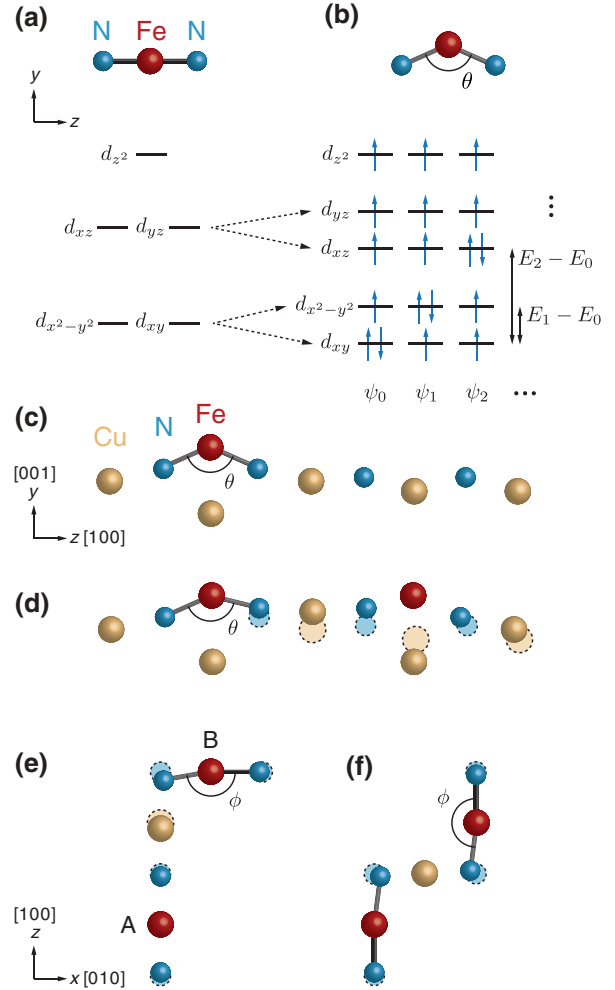 (a)
N Fe N
y
z
d_{z^2}
d_{xz} d_{yz}
d_{x^2-y^2} d_{xy}
(b)
θ
d_{z^2}
d_{yz}
d_{xz}
d_{x^2-y^2}
d_{xy}
⋮
E_2 − E_0
E_1 − E_0
ψ_0 ψ_1 ψ_2 ···
(c)
Cu N Fe
θ
[001]
y
z [100]
(d)
θ
(e)
B
ϕ
A
[100]
z
x [010]
(f)
ϕ